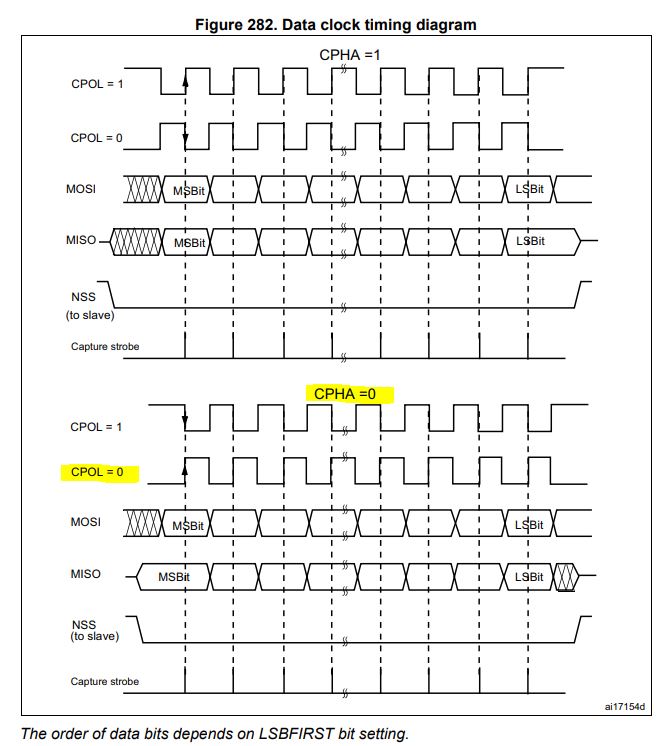 Figure 282. Data clock timing diagram
CPHA =1
CPOL = 1
CPOL = 0
MOSI MSBit LSBit
MISO MSBit LSBit
NSS
(to slave)
Capture strobe
CPHA =0
CPOL = 1
CPOL = 0
MOSI MSBit LSBit
MISO MSBit LSBit
NSS
(to slave)
Capture strobe
ai17154d
The order of data bits depends on LSBFIRST bit setting.